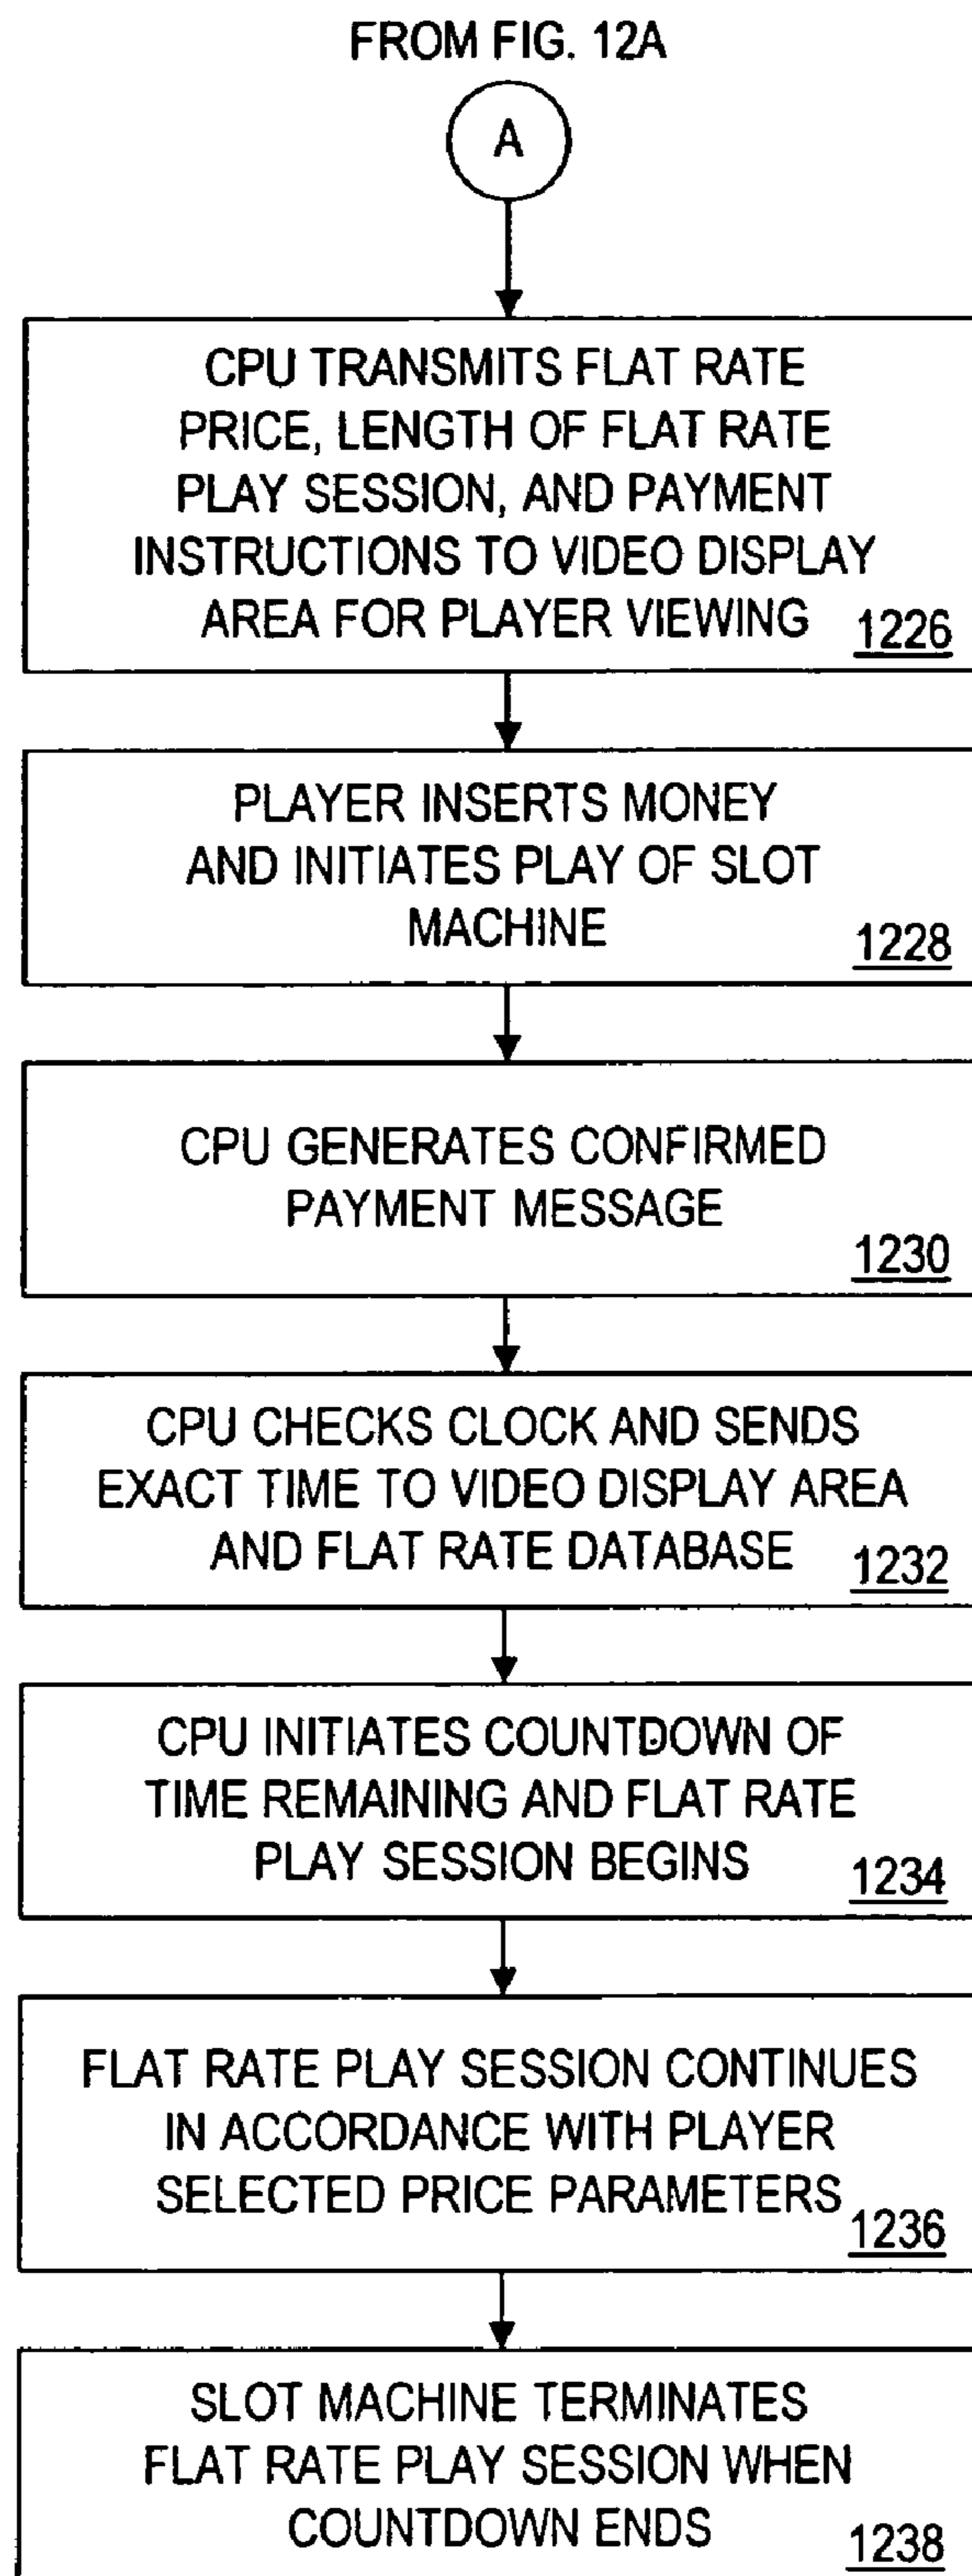 FROM FIG. 12A
A
CPU TRANSMITS FLAT RATE
PRICE, LENGTH OF FLAT RATE
PLAY SESSION, AND PAYMENT
INSTRUCTIONS TO VIDEO DISPLAY
AREA FOR PLAYER VIEWING
1226
PLAYER INSERTS MONEY
AND INITIATES PLAY OF SLOT
MACHINE
1228
CPU GENERATES CONFIRMED
PAYMENT MESSAGE
1230
CPU CHECKS CLOCK AND SENDS
EXACT TIME TO VIDEO DISPLAY AREA
AND FLAT RATE DATABASE
1232
CPU INITIATES COUNTDOWN OF
TIME REMAINING AND FLAT RATE
PLAY SESSION BEGINS
1234
FLAT RATE PLAY SESSION CONTINUES
IN ACCORDANCE WITH PLAYER
SELECTED PRICE PARAMETERS
1236
SLOT MACHINE TERMINATES
FLAT RATE PLAY SESSION WHEN
COUNTDOWN ENDS
1238